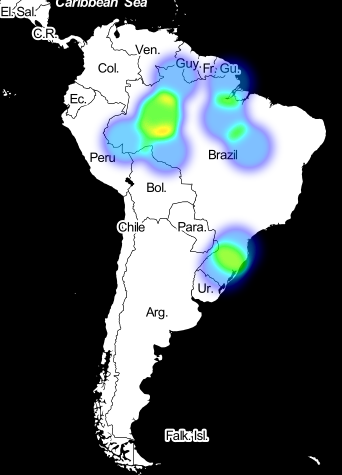 Caribbean Sea
El. Sal.
C.R.
Ven.
Guy.
Fr. Gu.
Col.
Ec.
Peru
Brazil
Bol.
Chile
Para.
Ur.
Arg.
Falk. Isl.